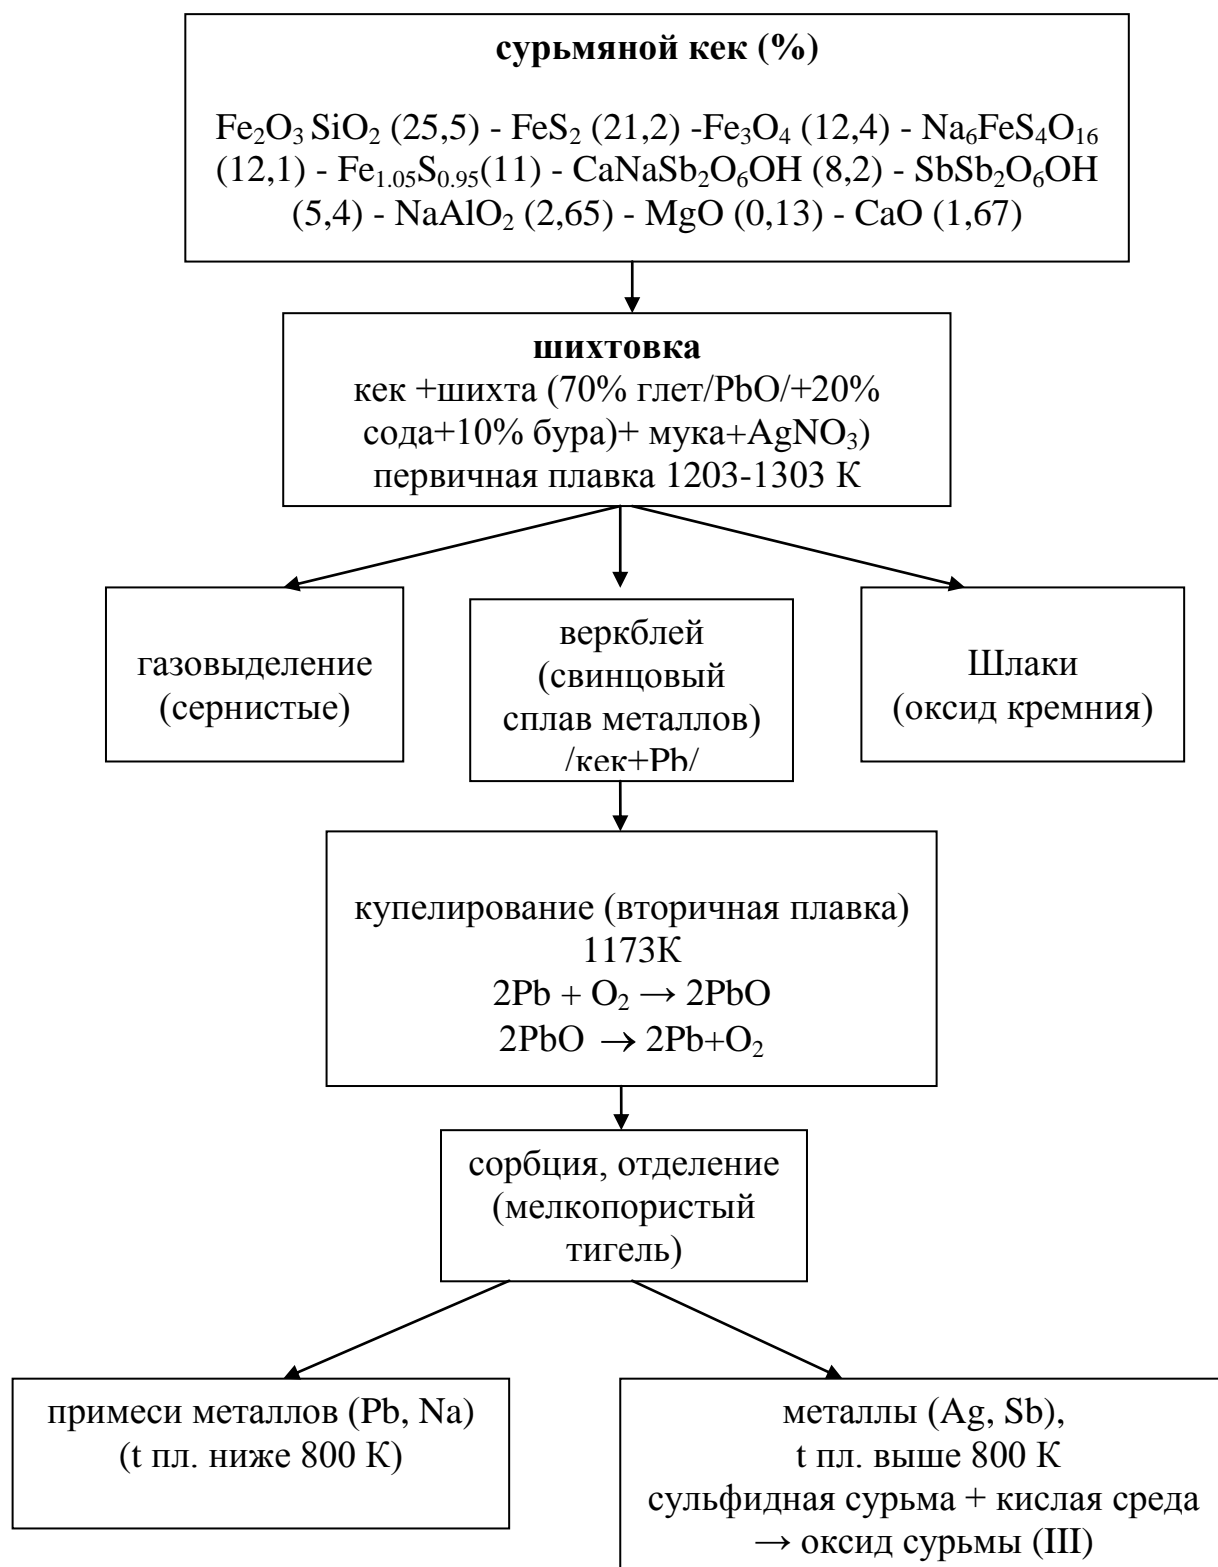 сурьмяной кек (%)
Fe₂O₃ SiO₂ (25,5) - FeS₂ (21,2) -Fe₃O₄ (12,4) - Na₆FeS₄O₁₆
(12,1) - Fe₁.₀₅S₀.₉₅(11) - CaNaSb₂O₆OH (8,2) - SbSb₂O₆OH
(5,4) - NaAlO₂ (2,65) - MgO (0,13) - CaO (1,67)
шихтовка
кек +шихта (70% глет/PbO/+20%
сода+10% бура)+ мука+AgNO₃)
первичная плавка 1203-1303 К
газовыделение
(сернистые)
веркблей
(свинцовый
сплав металлов)
/кек+Pb/
Шлаки
(оксид кремния)
купелирование (вторичная плавка)
1173К
2Pb + O₂ → 2PbO
2PbO → 2Pb+O₂
сорбция, отделение
(мелкопористый
тигель)
примеси металлов (Pb, Na)
(t пл. ниже 800 К)
металлы (Ag, Sb),
t пл. выше 800 К
сульфидная сурьма + кислая среда
→ оксид сурьмы (III)